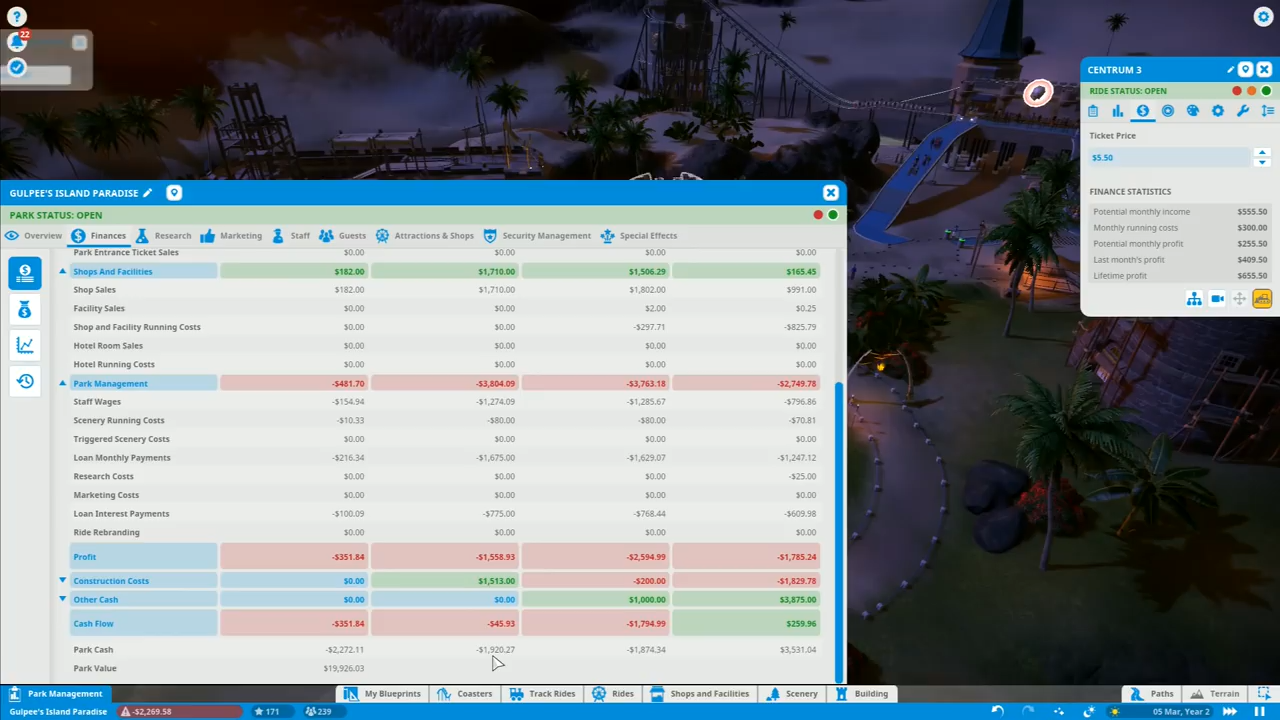 ?
22
CENTRUM 3
RIDE STATUS: OPEN
Ticket Price
$5.50
FINANCE STATISTICS
Potential monthly income $555.50
Monthly running costs $300.00
Potential monthly profit $255.50
Last month's profit $409.50
Lifetime profit $655.50
GULPEE'S ISLAND PARADISE
PARK STATUS: OPEN
Overview Finances Research Marketing Staff Guests Attractions & Shops Security Management Special Effects
Park Entrance Ticket Sales $0.00 $0.00 $0.00 $0.00
Shops And Facilities $182.00 $1,710.00 $1,506.29 $165.45
Shop Sales $182.00 $1,710.00 $1,802.00 $991.00
Facility Sales $0.00 $0.00 $2.00 $0.25
Shop and Facility Running Costs $0.00 $0.00 -$297.71 -$825.79
Hotel Room Sales $0.00 $0.00 $0.00 $0.00
Hotel Running Costs $0.00 $0.00 $0.00 $0.00
Park Management -$481.70 -$3,804.09 -$3,763.18 -$2,749.78
Staff Wages -$154.94 -$1,274.09 -$1,285.67 -$796.86
Scenery Running Costs -$10.33 -$80.00 -$80.00 -$70.81
Triggered Scenery Costs $0.00 $0.00 $0.00 $0.00
Loan Monthly Payments -$216.34 -$1,675.00 -$1,629.07 -$1,247.12
Research Costs $0.00 $0.00 $0.00 -$25.00
Marketing Costs $0.00 $0.00 $0.00 $0.00
Loan Interest Payments -$100.09 -$775.00 -$768.44 -$609.98
Ride Rebranding $0.00 $0.00 $0.00 $0.00
Profit -$351.84 -$1,558.93 -$2,594.99 -$1,785.24
Construction Costs $0.00 $1,513.00 -$200.00 -$1,829.78
Other Cash $0.00 $0.00 $1,000.00 $3,875.00
Cash Flow -$351.84 -$45.93 -$1,794.99 $259.96
Park Cash -$2,272.11 -$1,920.27 -$1,874.34 $3,531.04
Park Value $19,926.03
Park Management My Blueprints Coasters Track Rides Rides Shops and Facilities Scenery Building Paths Terrain
Gulpee's Island Paradise -$2,269.58 171 239 05 Mar, Year 2